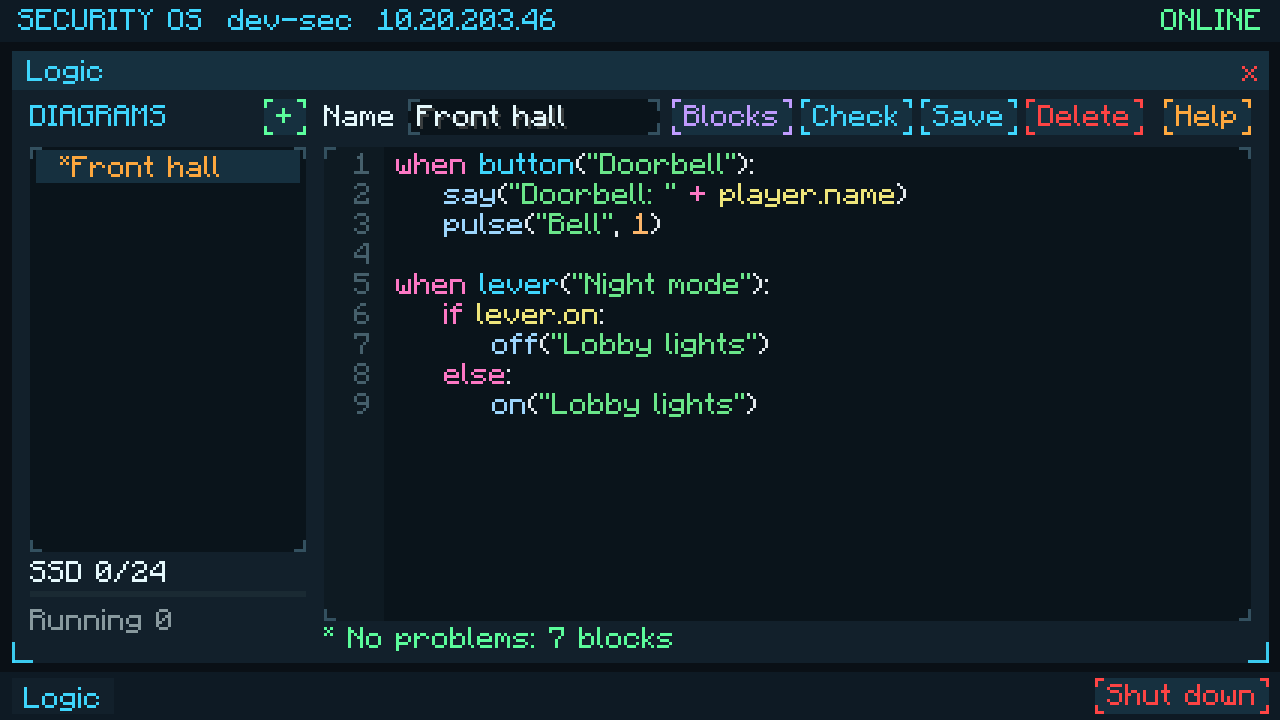 SECURITY OS dev-sec 10.20.203.46 ONLINE
Logic x
DIAGRAMS [+] Name Front hall [Blocks] [Check] [Save] [Delete] [Help]
*Front hall
1 when button("Doorbell"):
2 say("Doorbell: " + player.name)
3 pulse("Bell", 1)
4
5 when lever("Night mode"):
6 if lever.on:
7 off("Lobby lights")
8 else:
9 on("Lobby lights")
SSD 0/24
Running 0
* No problems: 7 blocks
Logic [Shut down]